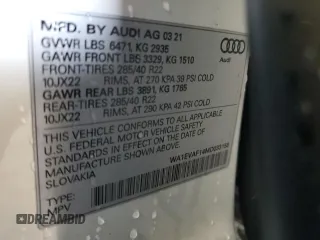 MFD. BY AUDI AG 03 21
GVWR LBS 6471, KG 2935
GAWR FRONT LBS 3329, KG 1510
FRONT-TIRES 285/40 R22
10JX22 RIMS, AT 270 KPA 39 PSI COLD
GAWR REAR LBS 3891, KG 1765
REAR-TIRES 285/40 R22
10JX22 RIMS, AT 290 KPA 42 PSI COLD
THIS VEHICLE CONFORMS TO ALL APPLICABLE
U.S. FEDERAL MOTOR VEHICLE SAFETY
STANDARDS IN EFFECT ON THE DATE OF
MANUFACTURE SHOWN ABOVE.
SLOVAKIA
TYPE:
MPV
Audi
DREAMBID